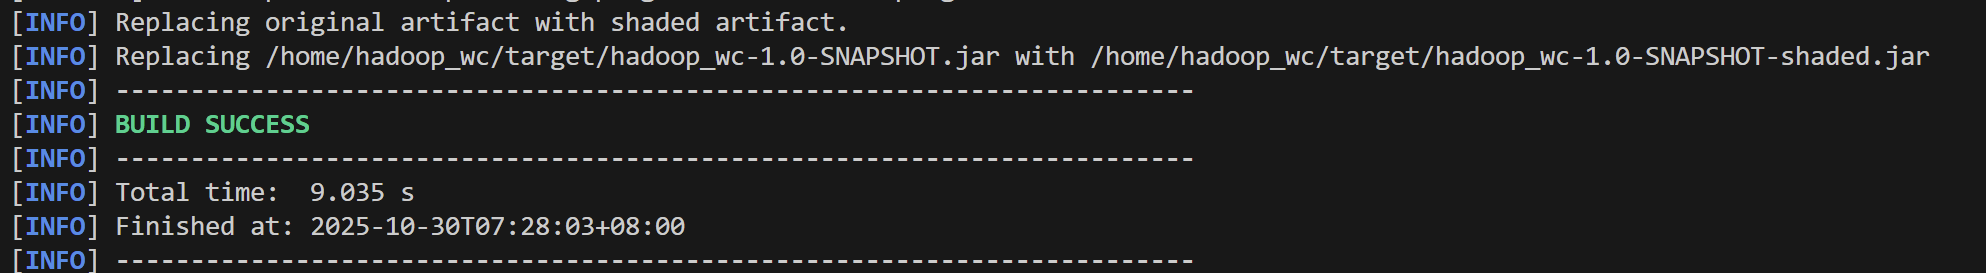 [INFO] Replacing original artifact with shaded artifact.
[INFO] Replacing /home/hadoop_wc/target/hadoop_wc-1.0-SNAPSHOT.jar with /home/hadoop_wc/target/hadoop_wc-1.0-SNAPSHOT-shaded.jar
[INFO] ------------------------------------------------------------------------
[INFO] BUILD SUCCESS
[INFO] ------------------------------------------------------------------------
[INFO] Total time:  9.035 s
[INFO] Finished at: 2025-10-30T07:28:03+08:00
[INFO] ------------------------------------------------------------------------